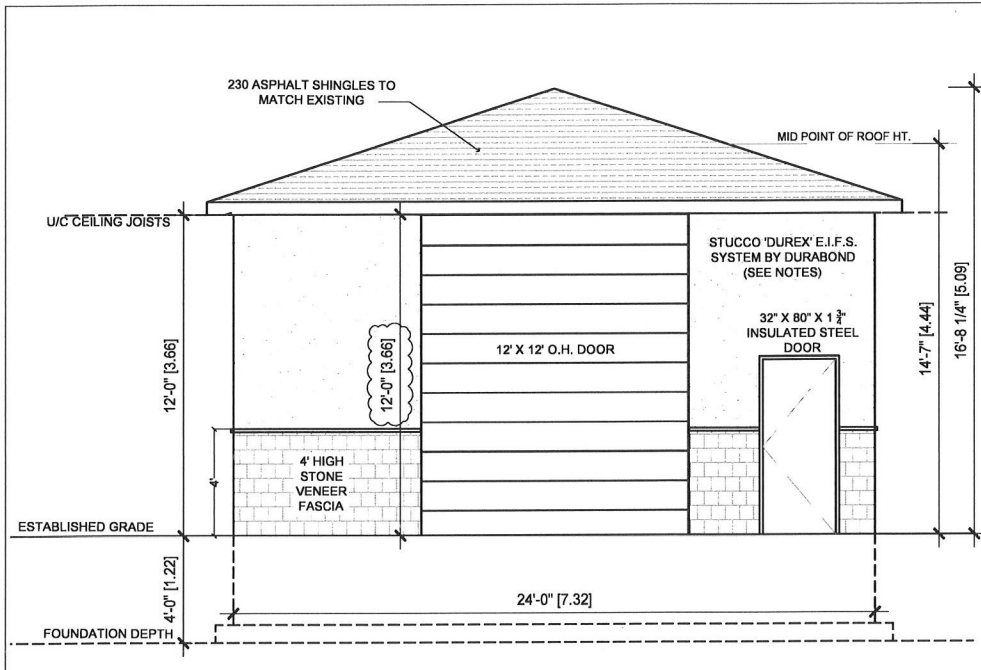 230 ASPHALT SHINGLES TO
MATCH EXISTING
MID POINT OF ROOF HT.
U/C CEILING JOISTS
STUCCO 'DUREX' E.I.F.S.
SYSTEM BY DURABOND
(SEE NOTES)
32" X 80" X 1 3/4"
INSULATED STEEL
DOOR
12' X 12' O.H. DOOR
12'-0" [3.66]
12'-0" [3.66]
14'-7" [4.44]
16'-8 1/4" [5.09]
4' HIGH
STONE
VENEER
FASCIA
4'
ESTABLISHED GRADE
4'-0" [1.22]
24'-0" [7.32]
FOUNDATION DEPTH